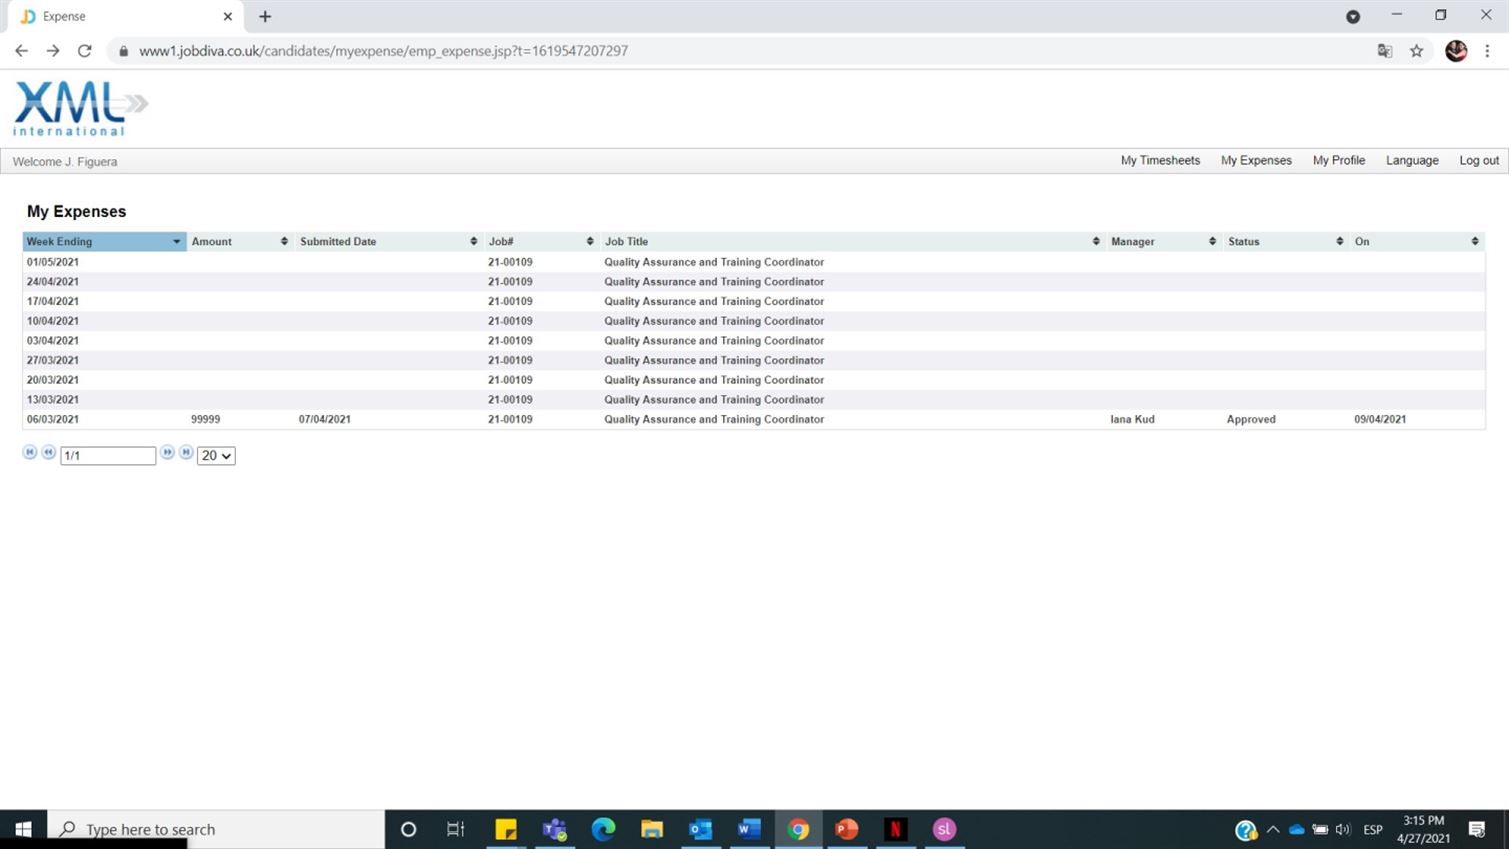 Expense
www1.jobdiva.co.uk/candidates/myexpense/emp_expense.jsp?t=1619547207297
XML
international
Welcome J. Figuera My Timesheets My Expenses My Profile Language Log out
My Expenses
Week Ending Amount Submitted Date Job# Job Title Manager Status On
01/05/2021 21-00109 Quality Assurance and Training Coordinator
24/04/2021 21-00109 Quality Assurance and Training Coordinator
17/04/2021 21-00109 Quality Assurance and Training Coordinator
10/04/2021 21-00109 Quality Assurance and Training Coordinator
03/04/2021 21-00109 Quality Assurance and Training Coordinator
27/03/2021 21-00109 Quality Assurance and Training Coordinator
20/03/2021 21-00109 Quality Assurance and Training Coordinator
13/03/2021 21-00109 Quality Assurance and Training Coordinator
06/03/2021 99999 07/04/2021 21-00109 Quality Assurance and Training Coordinator Iana Kud Approved 09/04/2021
1/1 20
Type here to search ESP 3:15 PM
4/27/2021